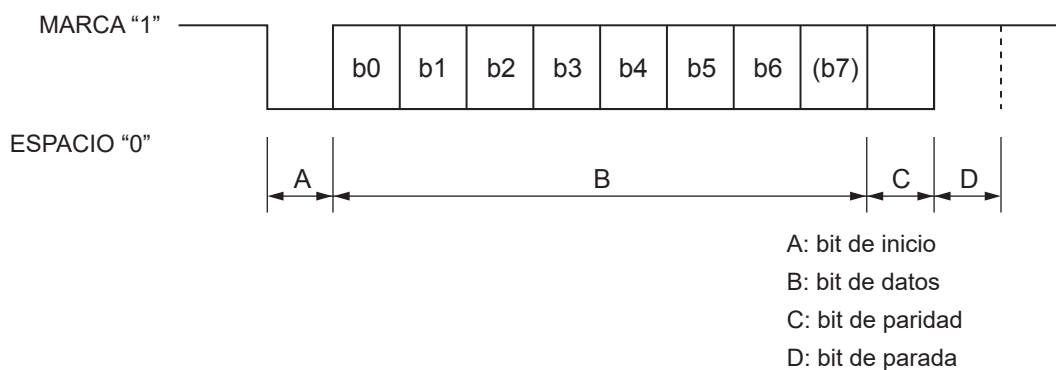 MARCA “1”
b0 b1 b2 b3 b4 b5 b6 (b7)
ESPACIO “0”
A B C D
A: bit de inicio
B: bit de datos
C: bit de paridad
D: bit de parada